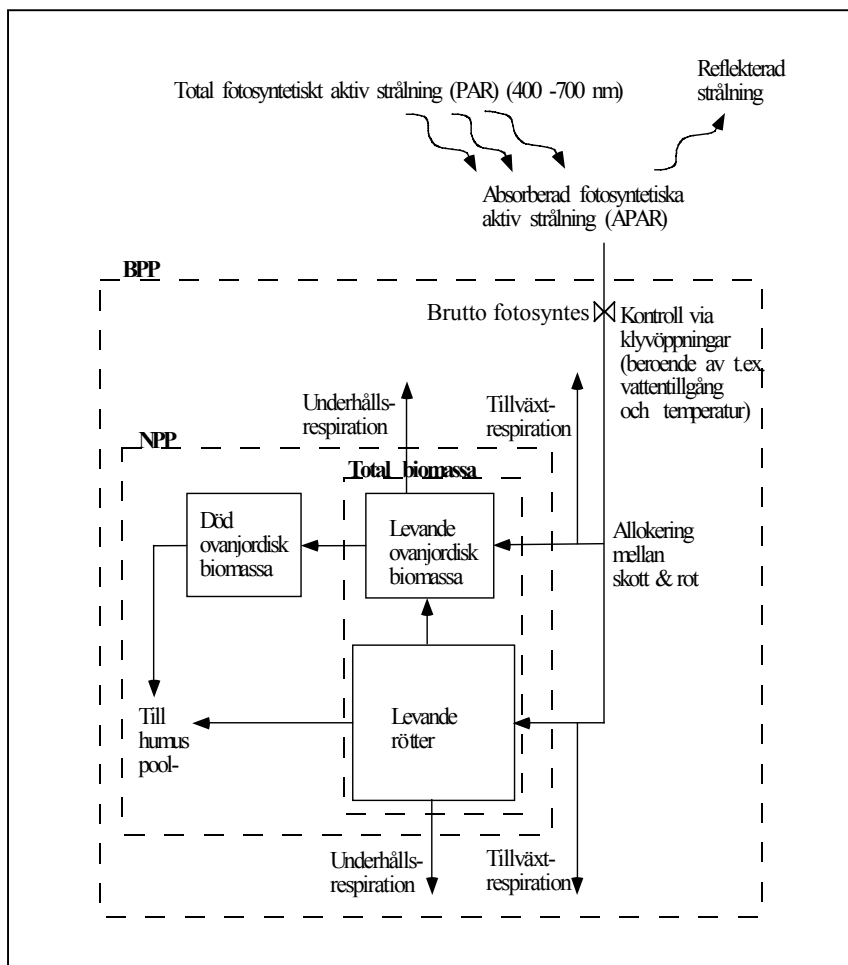 Total fotosyntetiskt aktiv strålning (PAR) (400 -700 nm)
Reflekterad
strålning
Absorberad fotosyntetiska
aktiv strålning (APAR)
BPP
Brutto fotosyntes
Kontroll via
klyvöppningar
(beroende av t.ex.
vattentillgång
och temperatur)
Underhålls-
respiration
Tillväxt-
respiration
NPP
Total biomassa
Död
ovanjordisk
biomassa
Levande
ovanjordisk
biomassa
Allokering
mellan
skott & rot
Till
humus
pool-
Levande
rötter
Underhålls-
respiration
Tillväxt-
respiration